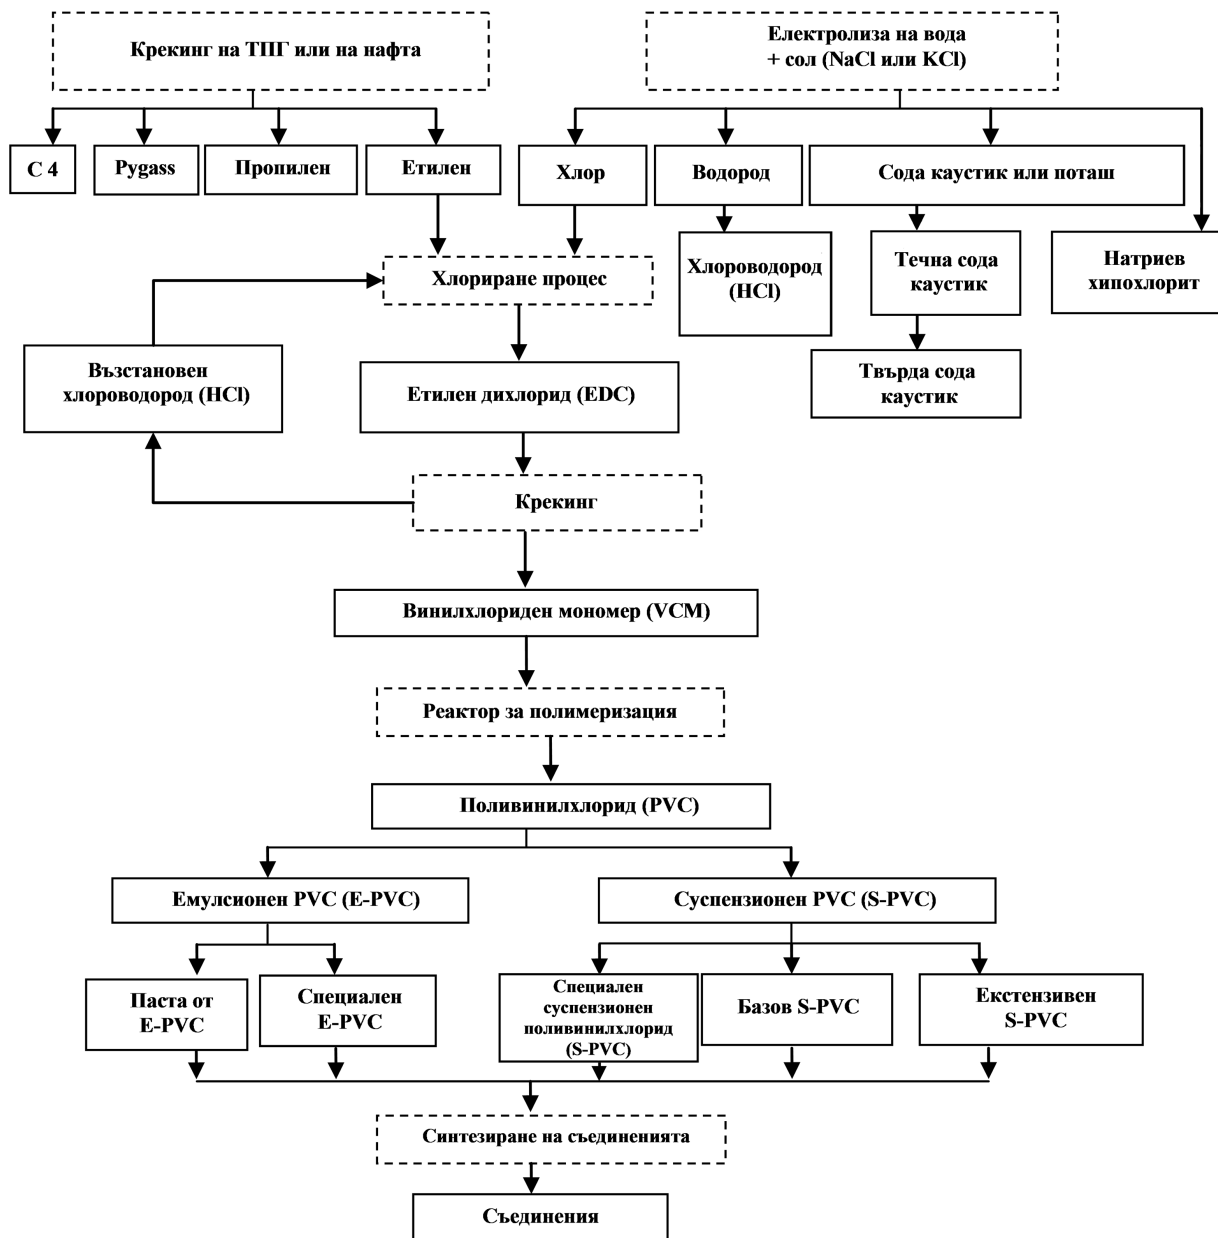 Крекинг на ТПГ или на нафта
Електролиза на вода
+ сол (NaCl или KCl)
C 4
Pygass
Пропилен
Етилен
Хлор
Водород
Сода каустик или поташ
Хлороводород
(HCl)
Течна сода
каустик
Натриев
хипохлорит
Хлориране процес
Възстановен
хлороводород (HCl)
Етилен дихлорид (EDC)
Твърда сода
каустик
Крекинг
Винилхлориден мономер (VCM)
Реактор за полимеризация
Поливинилхлорид (PVC)
Емулсионен PVC (E-PVC)
Суспензионен PVC (S-PVC)
Паста от
E-PVC
Специален
E-PVC
Специален
суспензионен
поливинилхлорид
(S-PVC)
Базов S-PVC
Екстензивен
S-PVC
Синтезиране на съединенията
Съединения